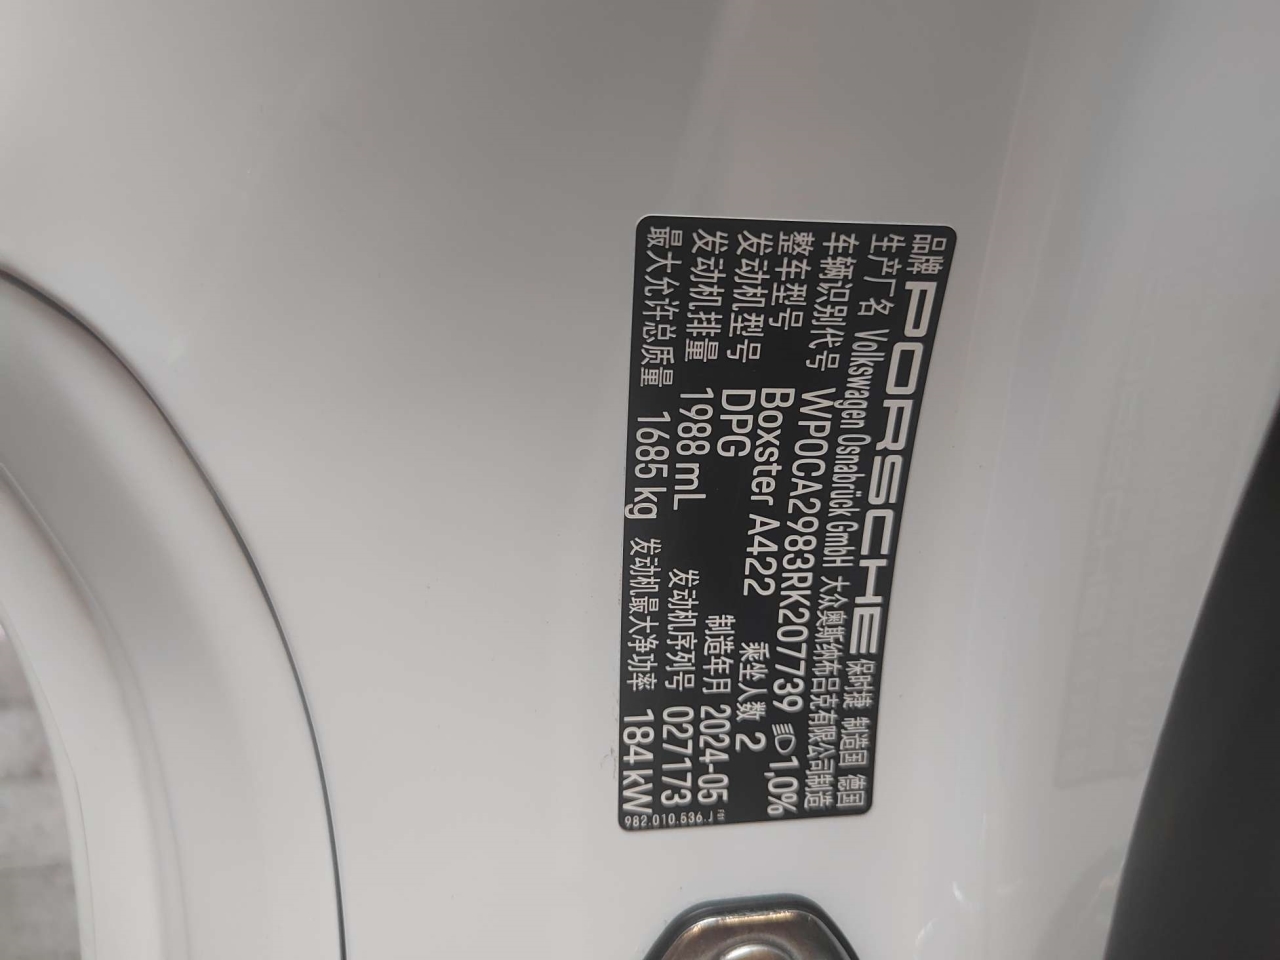 品牌 PORSCHE 保时捷 制造国 德国
生产厂名 Volkswagen Osnabrück GmbH 大众奥斯纳布吕克有限公司制造
车辆识别代号 WP0CA2983RK207739 1,0%
整车型号 Boxster A422 乘坐人数 2
发动机型号 DPG 制造年月 2024-05
发动机排量 1988 mL 发动机序列号 027173
最大允许总质量 1685 kg 发动机最大净功率 184 kW
982.010.536.J